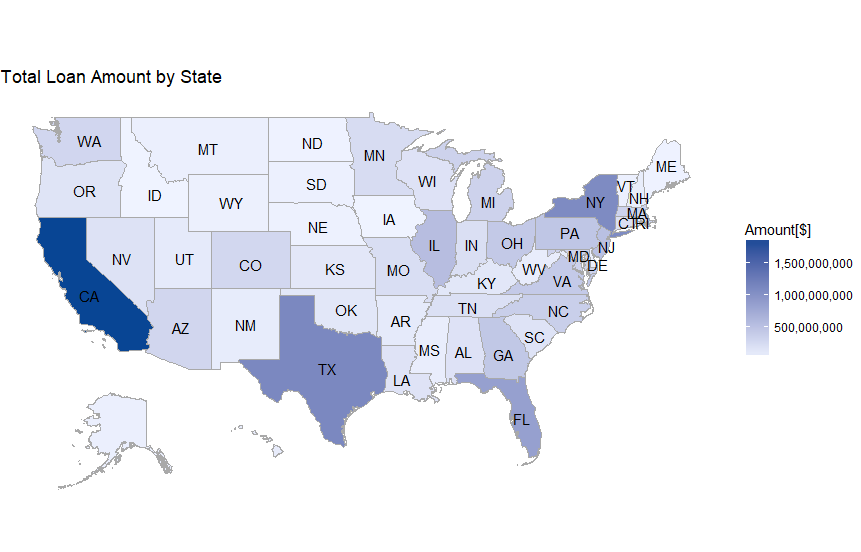 Total Loan Amount by State
WA
MT
ND
MN
ME
VT
NH
OR
ID
SD
WI
MI
NY
MA
CT
RI
WY
IA
NE
PA
NJ
NV
UT
CO
IL
IN
OH
MD
DE
KS
MO
WV
VA
KY
CA
AZ
NM
OK
AR
TN
NC
SC
TX
LA
MS
AL
GA
FL
Amount[$]
1,500,000,000
1,000,000,000
500,000,000